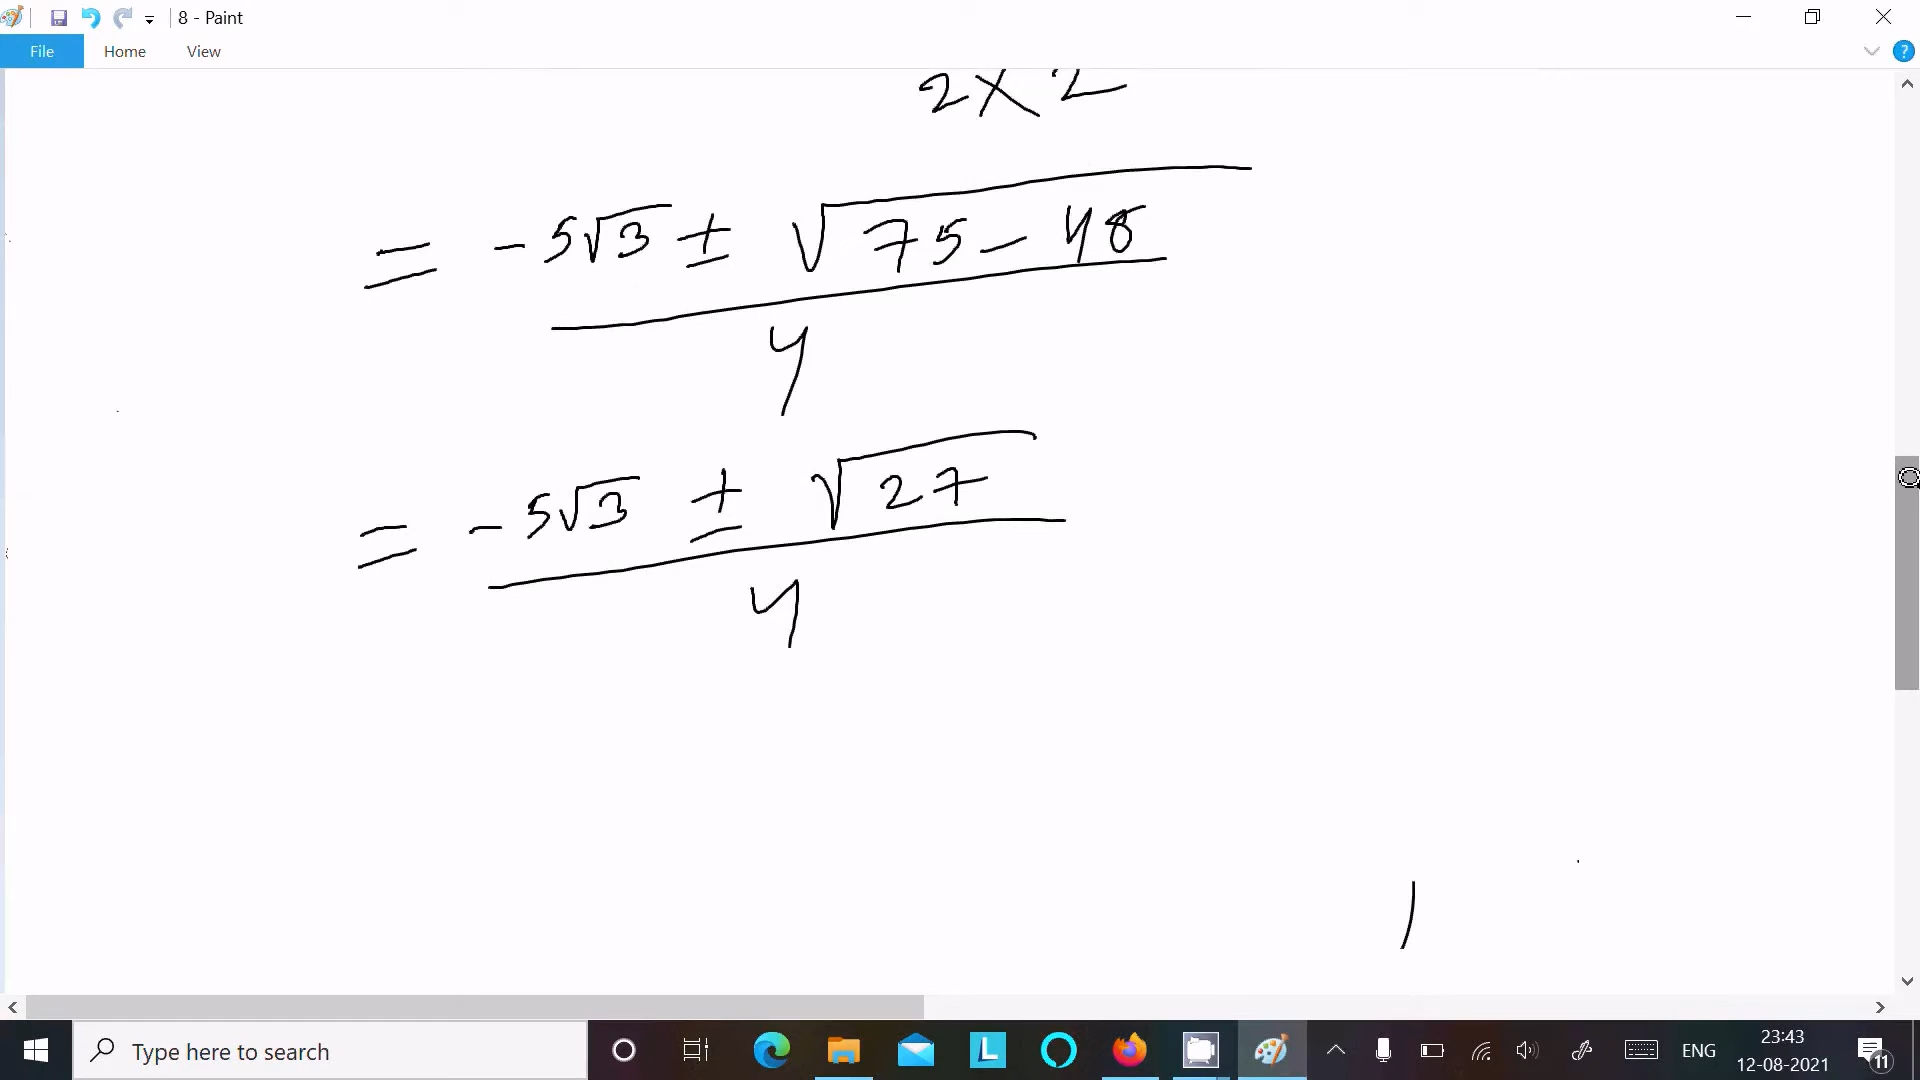 8 - Paint
File Home View
2 × 2
= -5√3 ± √75 - 48
4
= -5√3 ± √27
4
Type here to search
L
ENG
23:43
12-08-2021
11